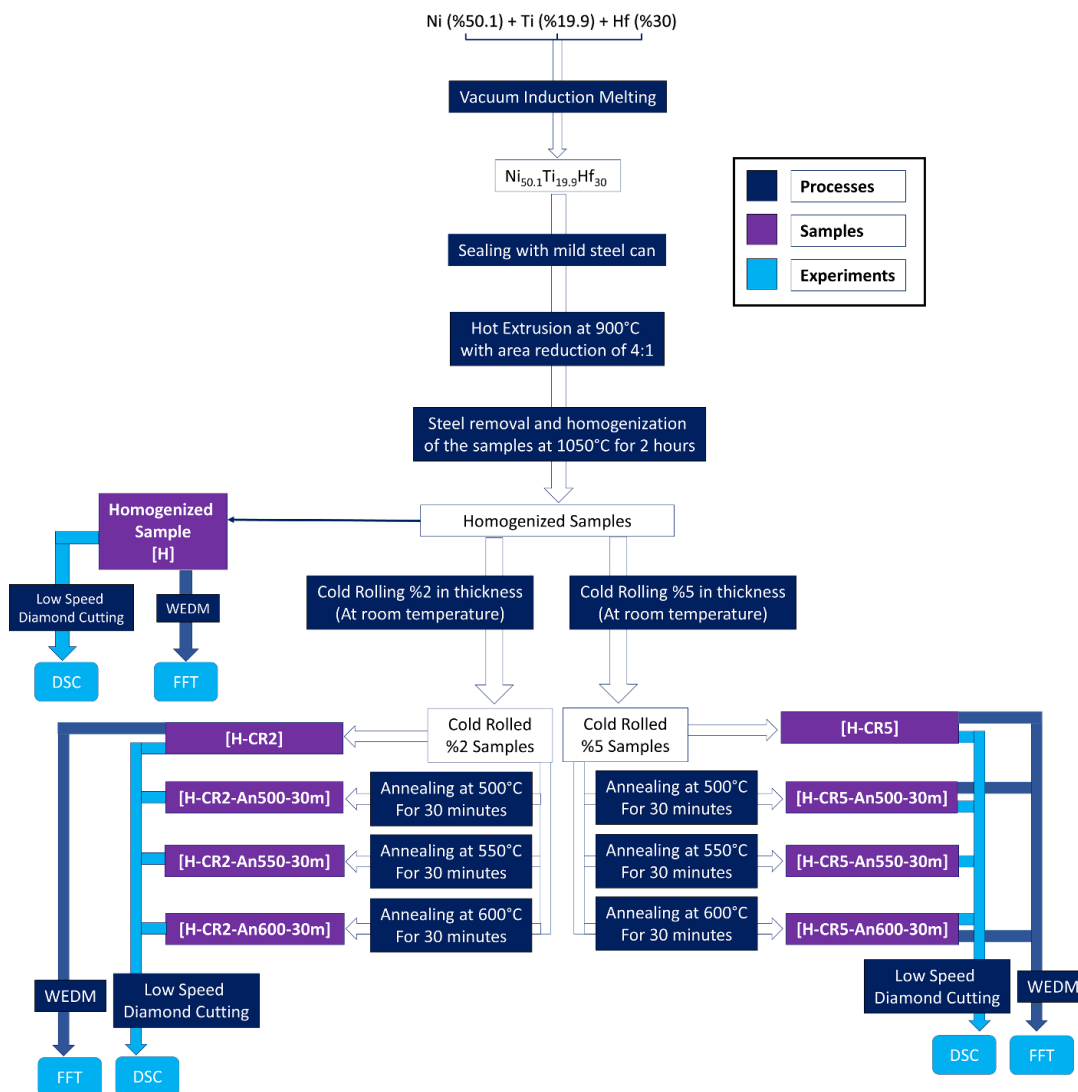 Ni (%50.1) + Ti (%19.9) + Hf (%30)
Vacuum Induction Melting
Ni50.1Ti19.9Hf30
Processes
Samples
Experiments
Sealing with mild steel can
Hot Extrusion at 900°C
with area reduction of 4:1
Steel removal and homogenization
of the samples at 1050°C for 2 hours
Homogenized Samples
Homogenized
Sample
[H]
Low Speed
Diamond Cutting
WEDM
DSC
FFT
Cold Rolling %2 in thickness
(At room temperature)
Cold Rolling %5 in thickness
(At room temperature)
Cold Rolled
%2 Samples
Cold Rolled
%5 Samples
[H-CR2]
[H-CR2-An500-30m]
[H-CR2-An550-30m]
[H-CR2-An600-30m]
Annealing at 500°C
For 30 minutes
Annealing at 550°C
For 30 minutes
Annealing at 600°C
For 30 minutes
Annealing at 500°C
For 30 minutes
Annealing at 550°C
For 30 minutes
Annealing at 600°C
For 30 minutes
[H-CR5]
[H-CR5-An500-30m]
[H-CR5-An550-30m]
[H-CR5-An600-30m]
WEDM
Low Speed
Diamond Cutting
FFT
DSC
Low Speed
Diamond Cutting
WEDM
DSC
FFT